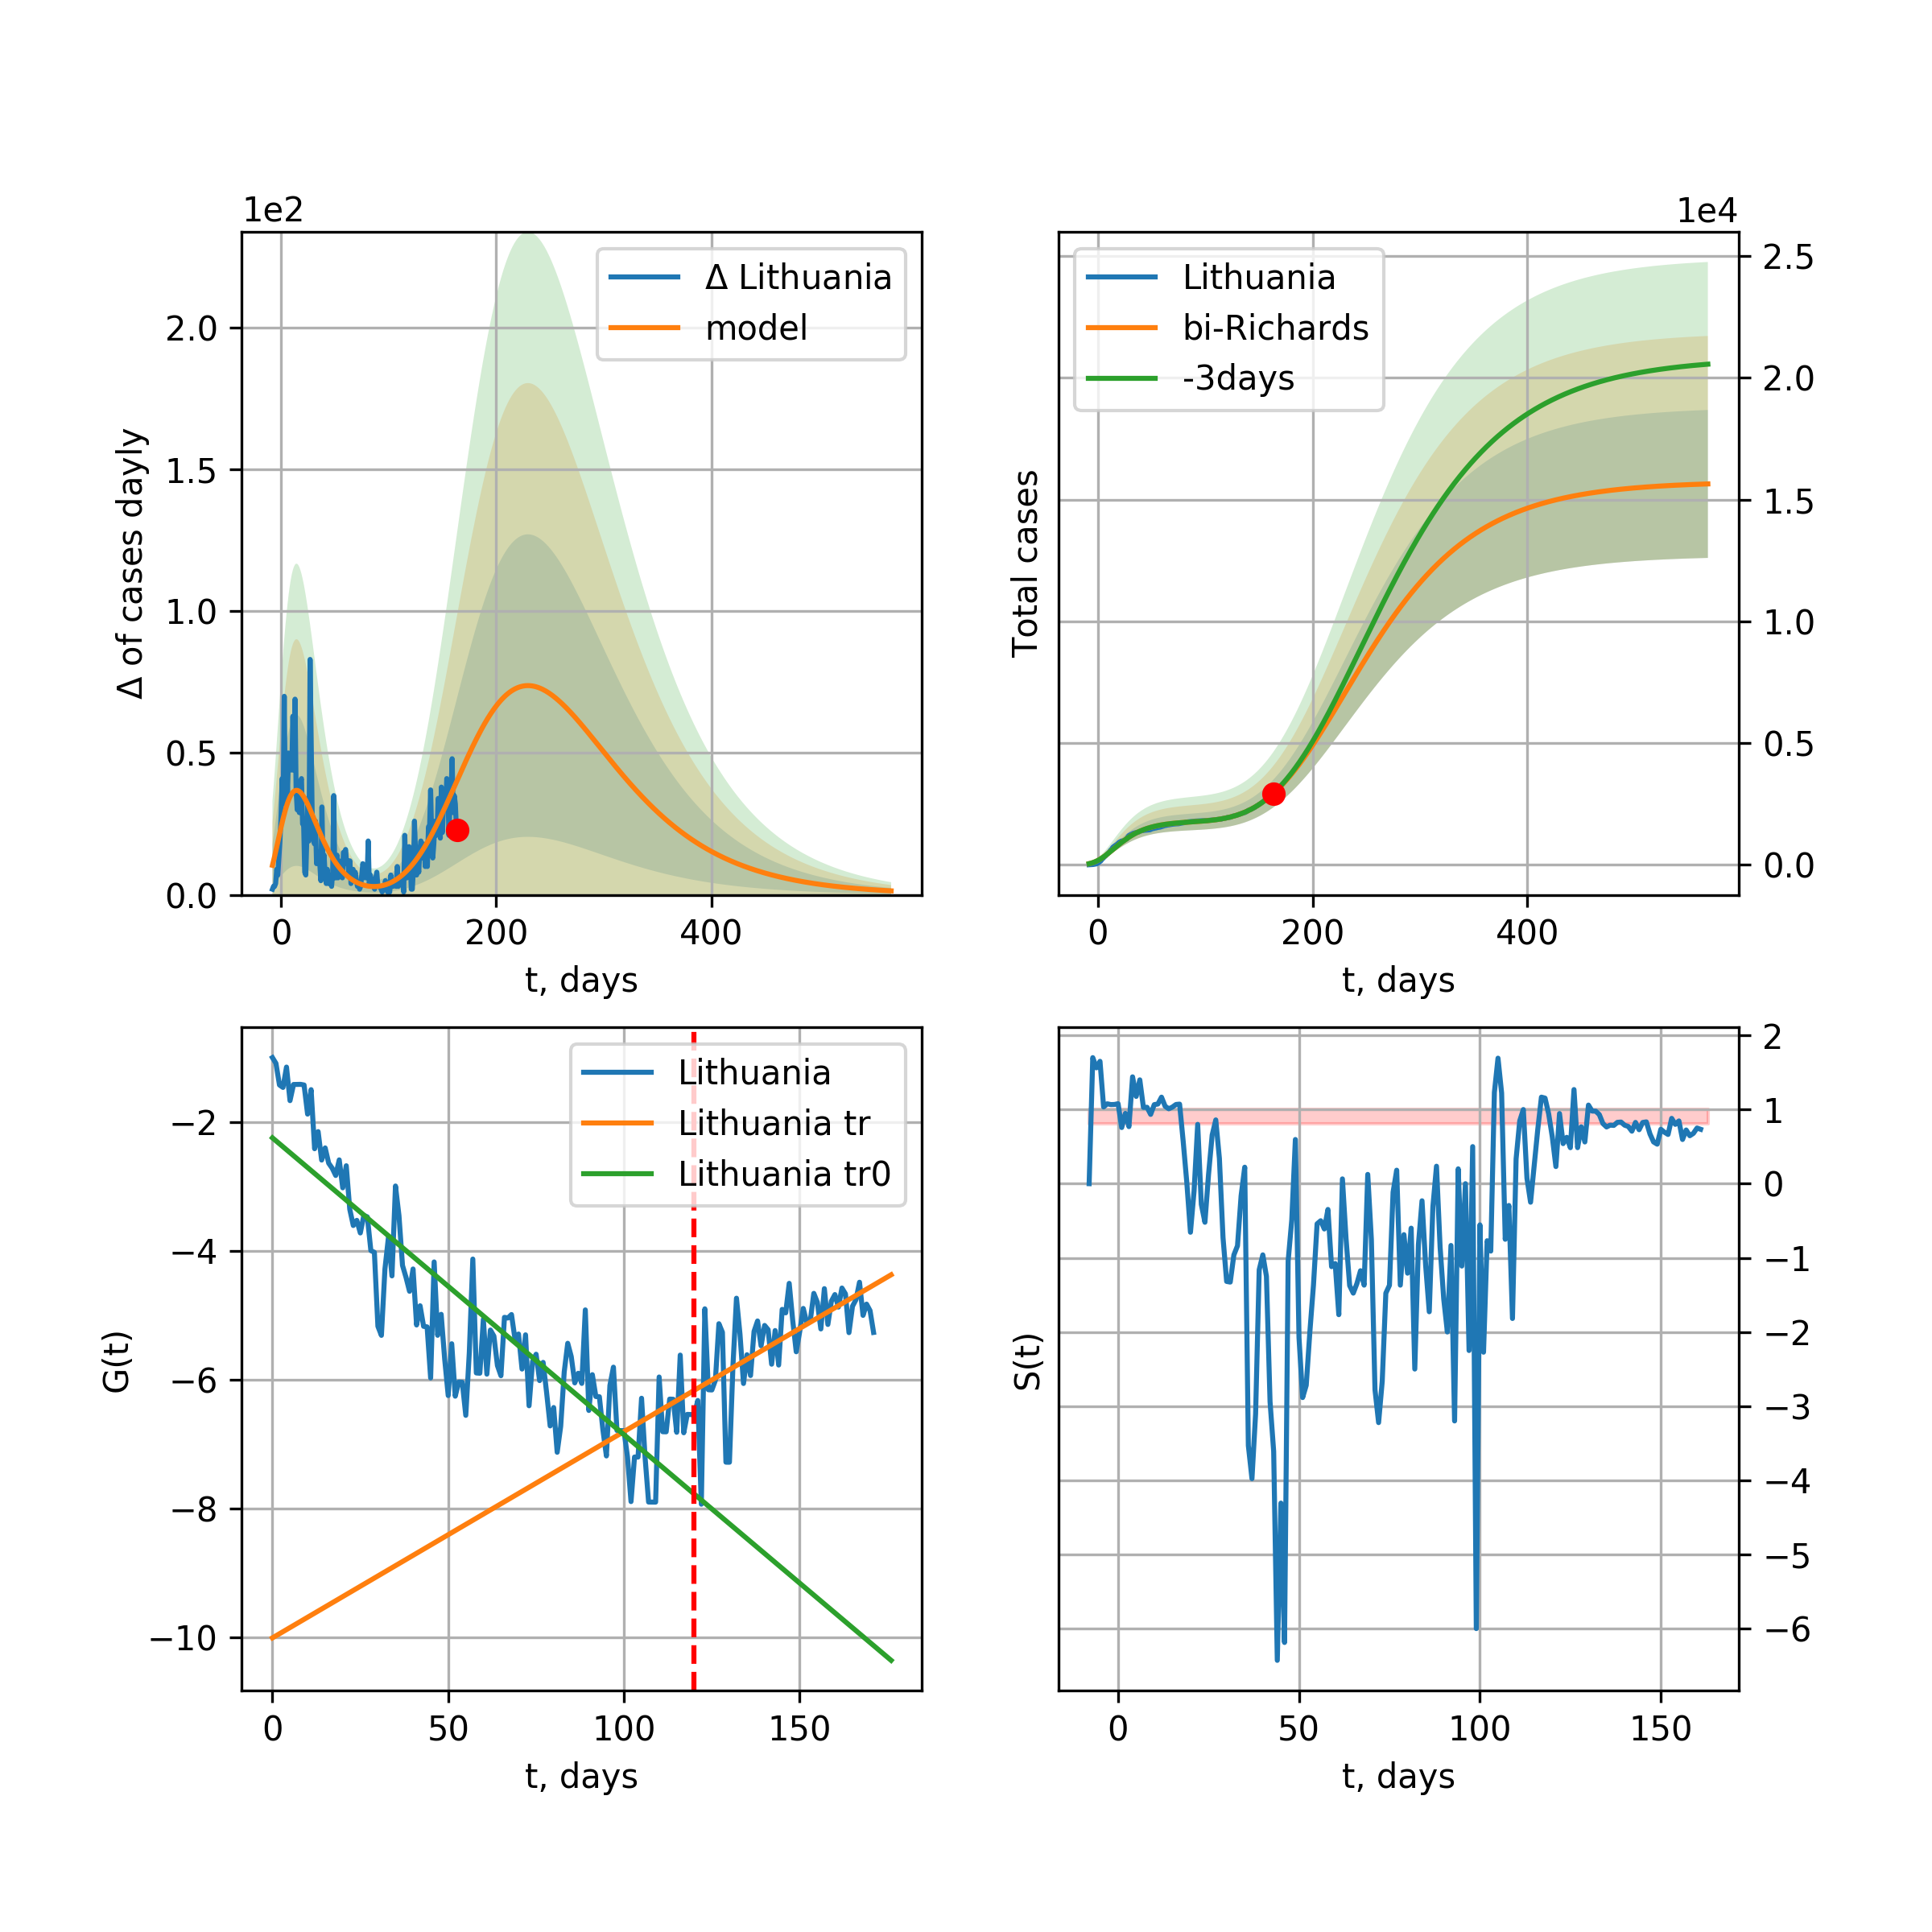 1e2
Δ Lithuania
model
2.0
1.5
1.0
0.5
0.0
Δ of cases dayly
0 200 400
t, days
1e4
Lithuania
bi-Richards
-3days
2.5
2.0
1.5
1.0
0.5
0.0
Total cases
0 200 400
t, days
Lithuania
Lithuania tr
Lithuania tr0
−2
−4
−6
−8
−10
G(t)
0 50 100 150
t, days
2
1
0
−1
−2
−3
−4
−5
−6
S(t)
0 50 100 150
t, days